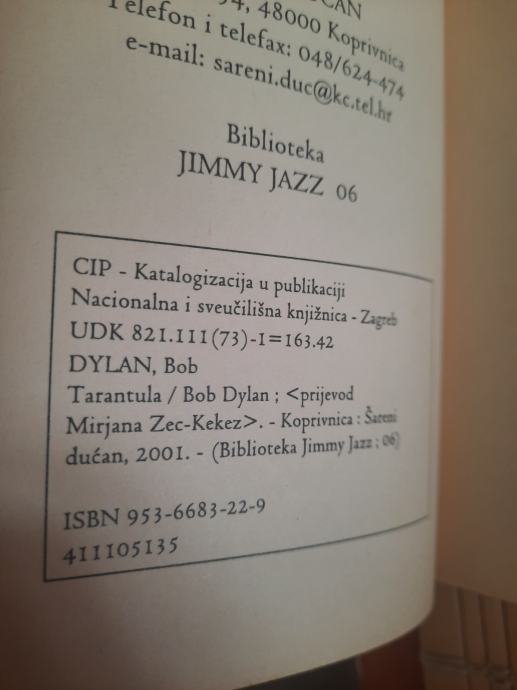 48000 Koprivnica
Telefon i telefax: 048/624-474
e-mail: sareni.duc@kc.tel.hr
Biblioteka
JIMMY JAZZ 06
CIP - Katalogizacija u publikaciji
Nacionalna i sveučilišna knjižnica - Zagreb
UDK 821.111(73)-1=163.42
DYLAN, Bob
Tarantula / Bob Dylan ; <prijevod
Mirjana Zec-Kekez>. - Koprivnica : Šareni
dućan, 2001. - (Biblioteka Jimmy Jazz ; 06)
ISBN 953-6683-22-9
411105135